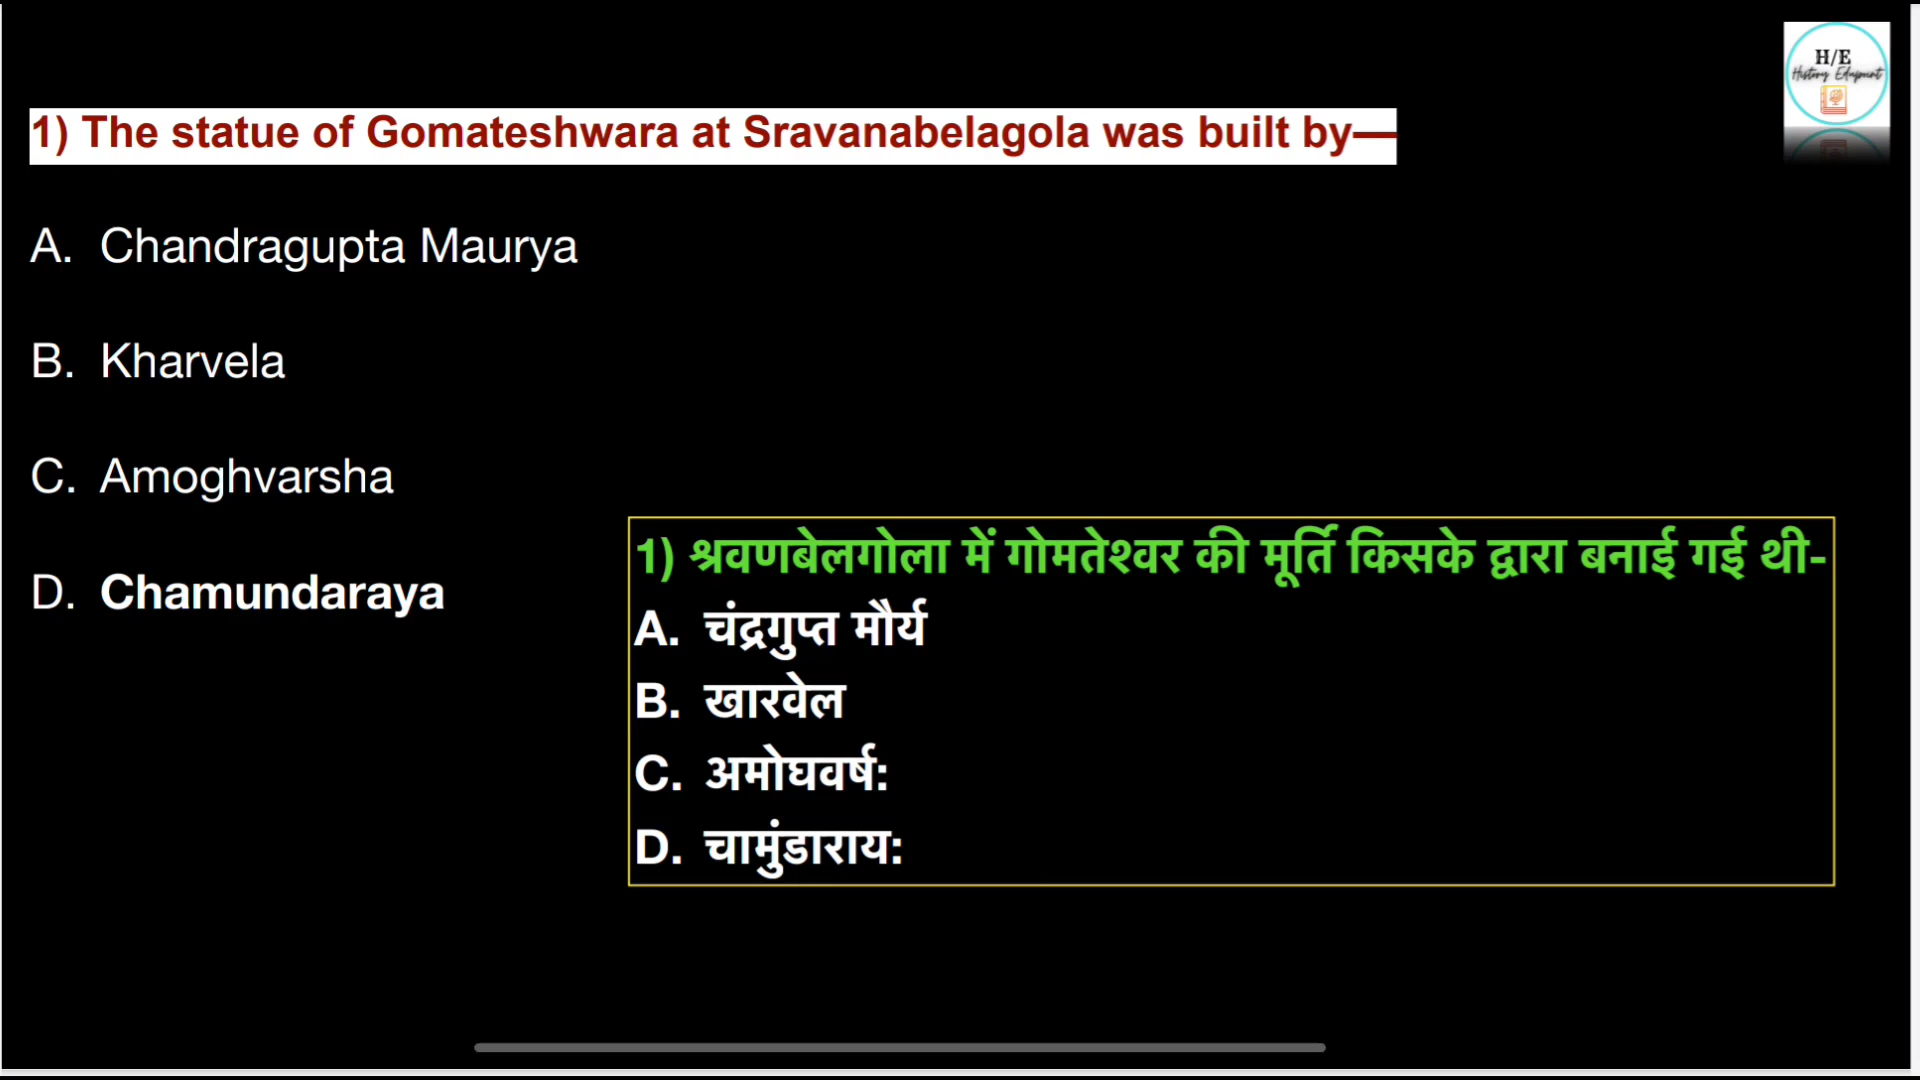 H/E
History Edupoint
1) The statue of Gomateshwara at Sravanabelagola was built by—
A. Chandragupta Maurya
B. Kharvela
C. Amoghvarsha
D. Chamundaraya
1) श्रवणबेलगोला में गोमतेश्वर की मूर्ति किसके द्वारा बनाई गई थी-
A. चंद्रगुप्त मौर्य
B. खारवेल
C. अमोघवर्ष:
D. चामुंडाराय: